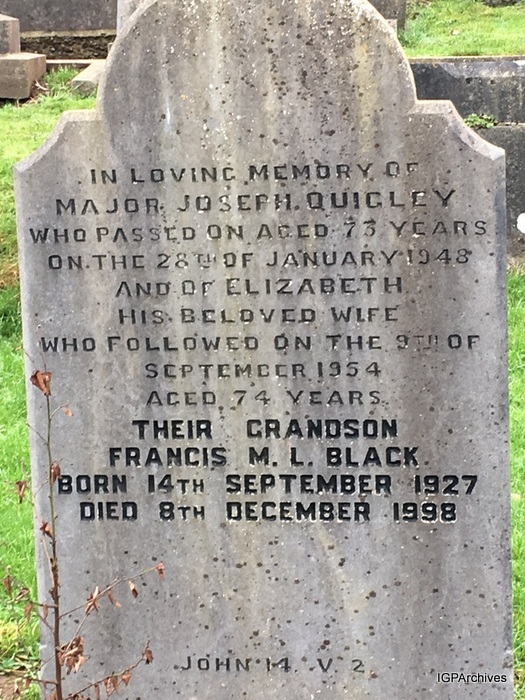 IN LOVING MEMORY OF
MAJOR JOSEPH. QUIGLEY
WHO PASSED ON AGED 73 YEARS
ON THE 28TH OF JANUARY 1948
AND OF ELIZABETH
HIS BELOVED WIFE
WHO FOLLOWED ON THE 9TH OF
SEPTEMBER 1954
AGED 74 YEARS.
THEIR GRANDSON
FRANCIS M. L. BLACK
BORN 14TH SEPTEMBER 1927
DIED 8TH DECEMBER 1998
JOHN 14. V. 2.
IGPArchives